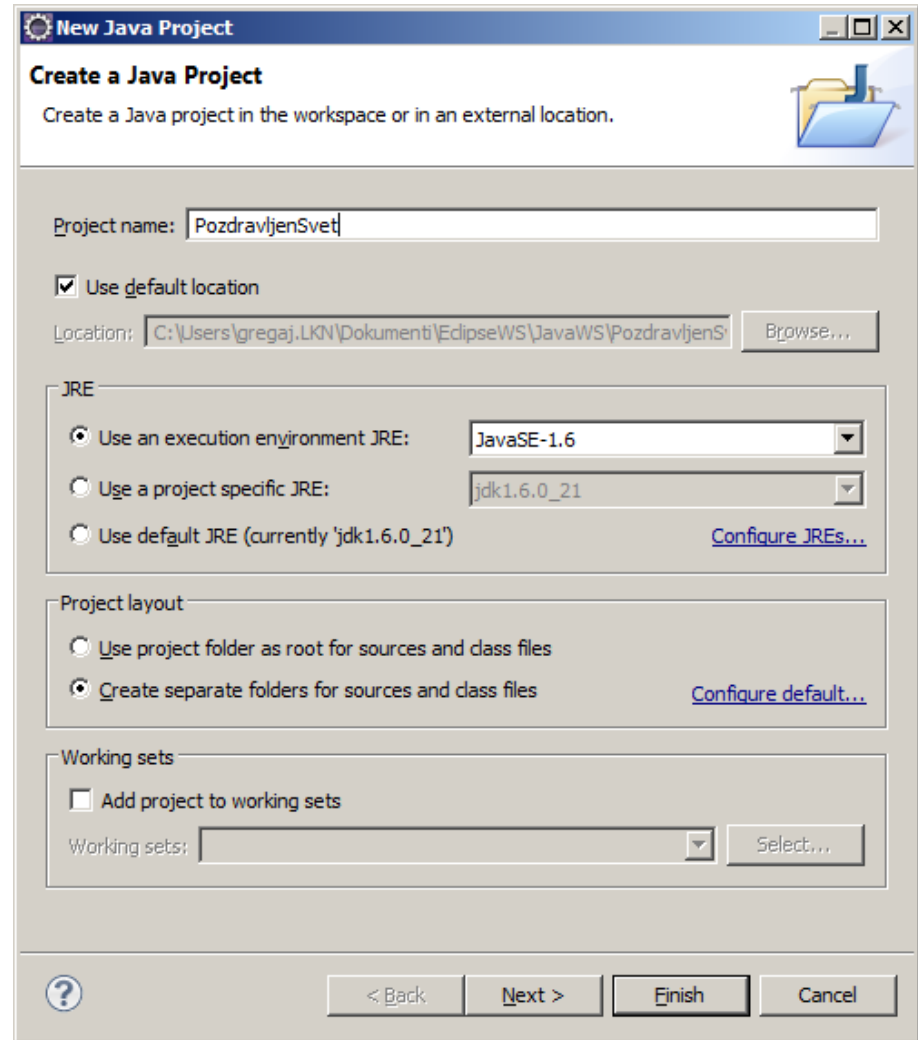 New Java Project
Create a Java Project
Create a Java project in the workspace or in an external location.
Project name: PozdravljenSvet
Use default location
Location: C:\Users\gregaj.LKN\Dokumenti\EclipseWS\JavaWS\PozdravljenS Browse...
JRE
Use an execution environment JRE: JavaSE-1.6
Use a project specific JRE: jdk1.6.0_21
Use default JRE (currently 'jdk1.6.0_21') Configure JREs...
Project layout
Use project folder as root for sources and class files
Create separate folders for sources and class files Configure default...
Working sets
Add project to working sets
Working sets: Select...
? < Back Next > Finish Cancel